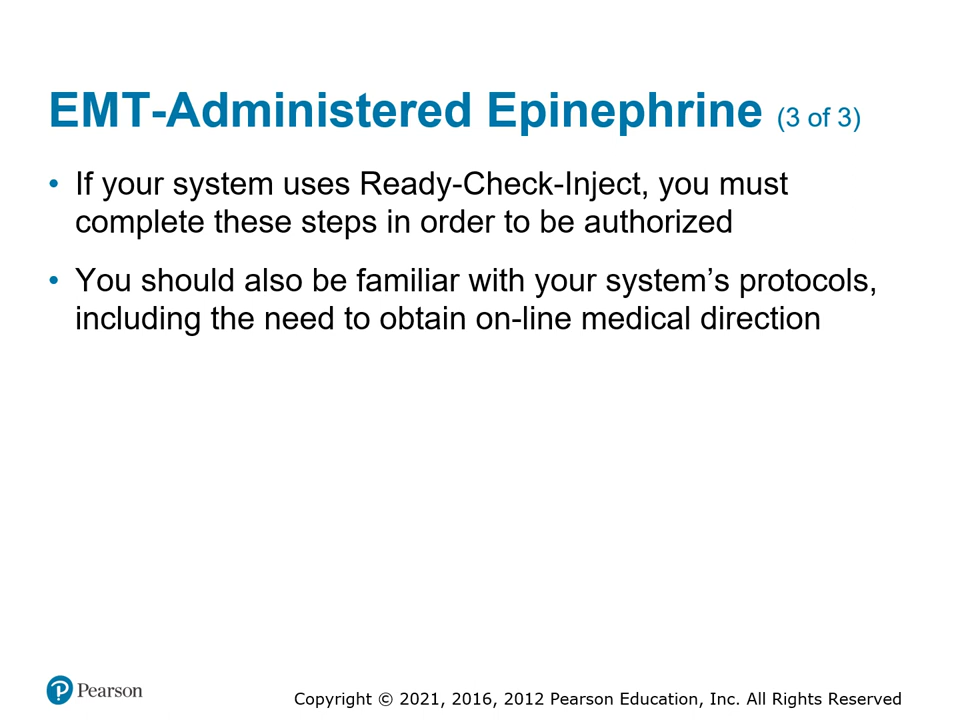 EMT-Administered Epinephrine (3 of 3)
• If your system uses Ready-Check-Inject, you must
complete these steps in order to be authorized
• You should also be familiar with your system’s protocols,
including the need to obtain on-line medical direction
Pearson
Copyright © 2021, 2016, 2012 Pearson Education, Inc. All Rights Reserved